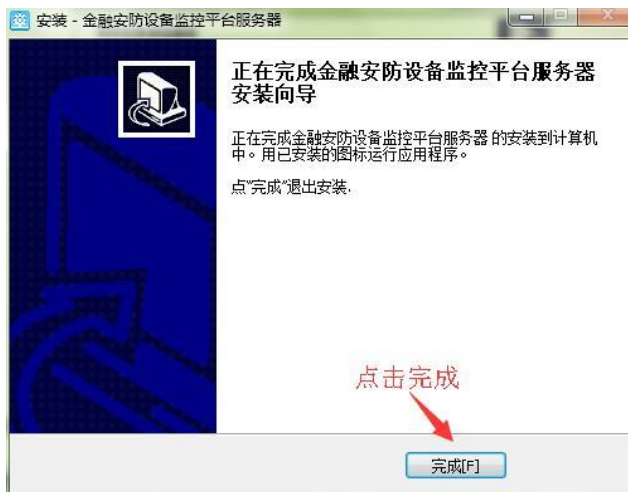 安装 - 金融安防设备监控平台服务器
正在完成金融安防设备监控平台服务器
安装向导
正在完成金融安防设备监控平台服务器 的安装到计算机
中。用已安装的图标运行应用程序。
点“完成”退出安装.
点击完成
完成[F]